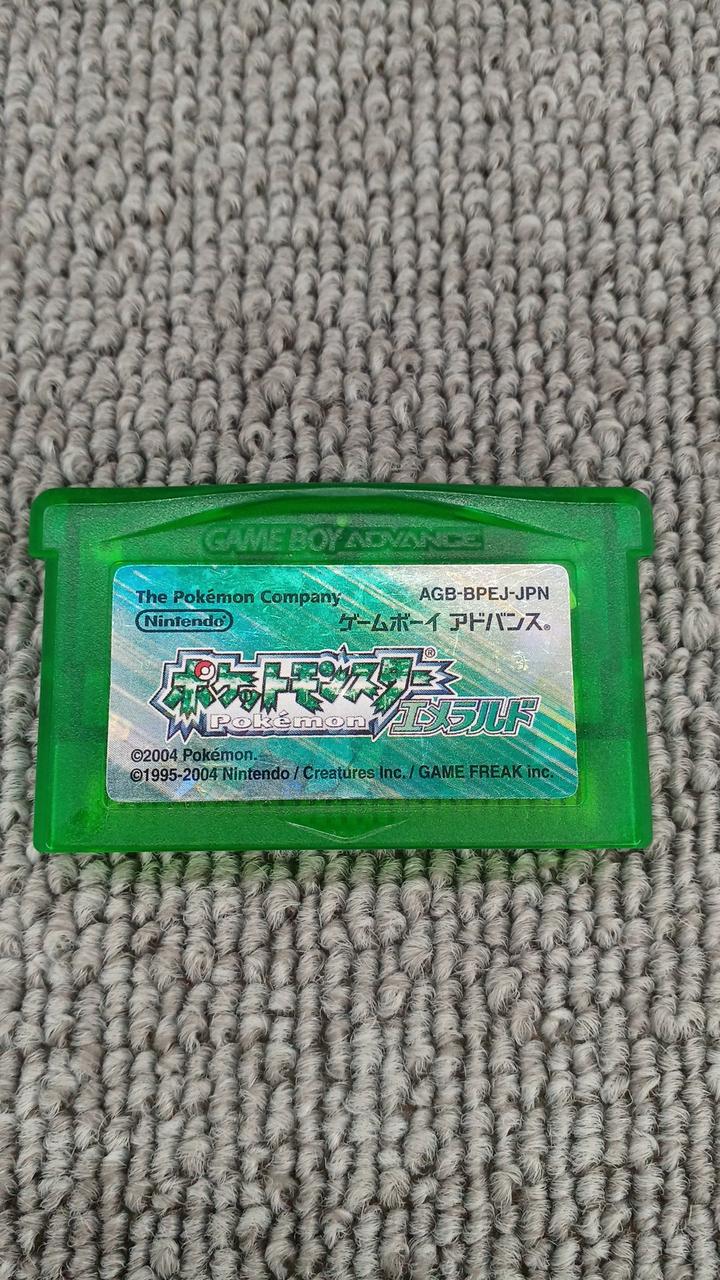 GAME BOY ADVANCE
The Pokémon Company AGB-BPEJ-JPN
Nintendo® ゲームボーイ アドバンス®
ポケットモンスター®
Pokémon エメラルド
©2004 Pokémon.
©1995-2004 Nintendo / Creatures Inc. / GAME FREAK inc.